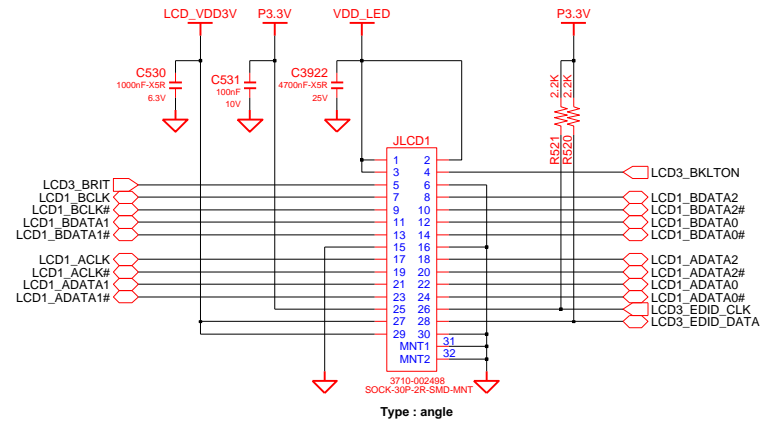 LCD_VDD3V P3.3V VDD_LED P3.3V
C530
1000nF-X5R
6.3V
C531
100nF
10V
C3922
4700nF-X5R
25V
2.2K 2.2K
R521 R520
JLCD1
1 2
3 4 LCD3_BKLTON
LCD3_BRIT 5 6
LCD1_BCLK 7 8 LCD1_BDATA2
LCD1_BCLK# 9 10 LCD1_BDATA2#
LCD1_BDATA1 11 12 LCD1_BDATA0
LCD1_BDATA1# 13 14 LCD1_BDATA0#
15 16
LCD1_ACLK 17 18 LCD1_ADATA2
LCD1_ACLK# 19 20 LCD1_ADATA2#
LCD1_ADATA1 21 22 LCD1_ADATA0
LCD1_ADATA1# 23 24 LCD1_ADATA0#
25 26 LCD3_EDID_CLK
27 28 LCD3_EDID_DATA
29 30
MNT1 31
MNT2 32
3710-002498
SOCK-30P-2R-SMD-MNT
Type : angle